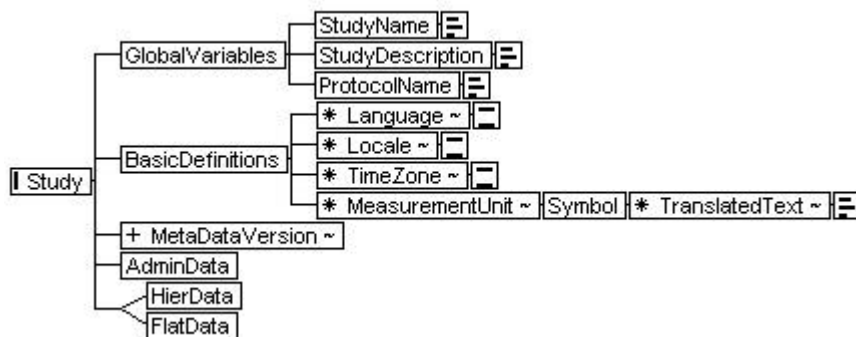 StudyName
GlobalVariables
StudyDescription
ProtocolName
* Language ~
* Locale ~
BasicDefinitions
* TimeZone ~
Study
* MeasurementUnit ~ Symbol * TranslatedText ~
+ MetaDataVersion ~
AdminData
HierData
FlatData